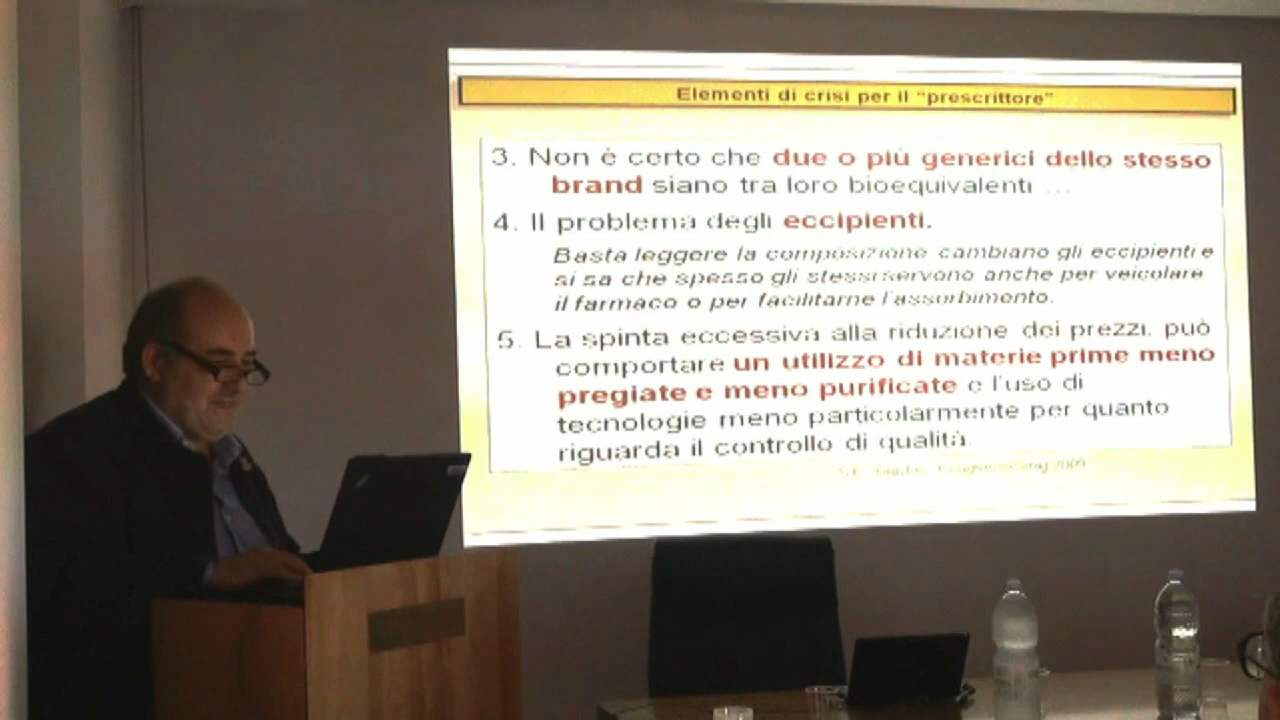 Elementi di crisi per il "prescrittore"
3. Non è certo che due o più generici dello stesso
brand siano tra loro bioequivalenti ...
4. Il problema degli eccipienti.
Basta leggere la composizione cambiano gli eccipienti e
si sa che spesso gli stessi servono anche per veicolare
il farmaco o per facilitarne l'assorbimento.
5. La spinta eccessiva alla riduzione dei prezzi, può
comportare un utilizzo di materie prime meno
pregiate e meno purificate e l'uso di
tecnologie meno particolarmente per quanto
riguarda il controllo di qualità.